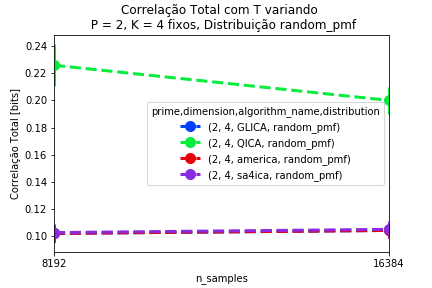 Correlação Total com T variando
P = 2, K = 4 fixos, Distribuição random_pmf
Correlação Total [bits]
0.24
0.22
0.20
0.18
0.16
0.14
0.12
0.10
prime,dimension,algorithm_name,distribution
(2, 4, GLICA, random_pmf)
(2, 4, QICA, random_pmf)
(2, 4, america, random_pmf)
(2, 4, sa4ica, random_pmf)
8192
16384
n_samples